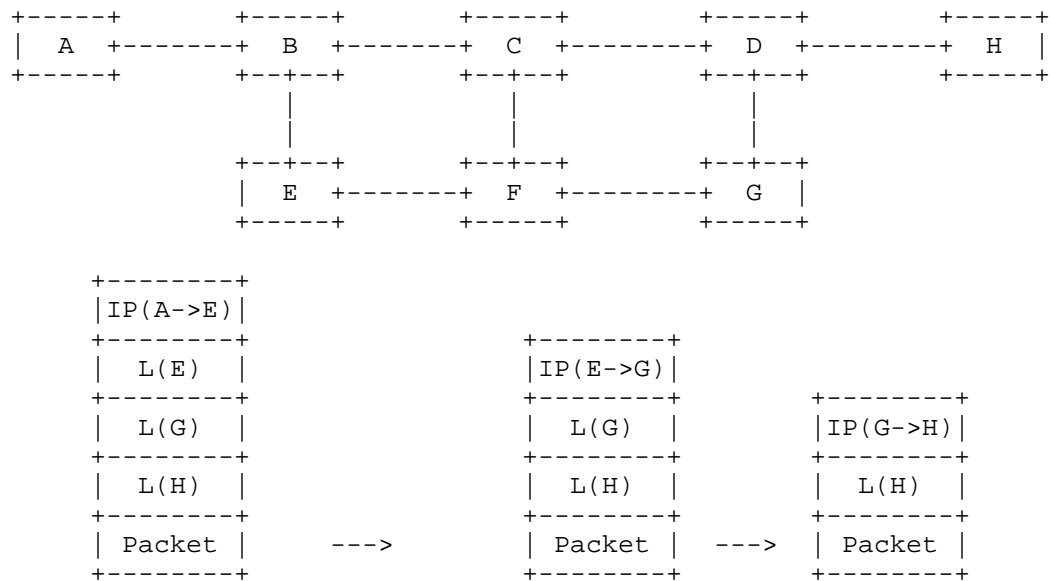 A B C D H
E F G
IP(A->E)
L(E) IP(E->G)
L(G) L(G) IP(G->H)
L(H) L(H) L(H)
Packet ---> Packet ---> Packet